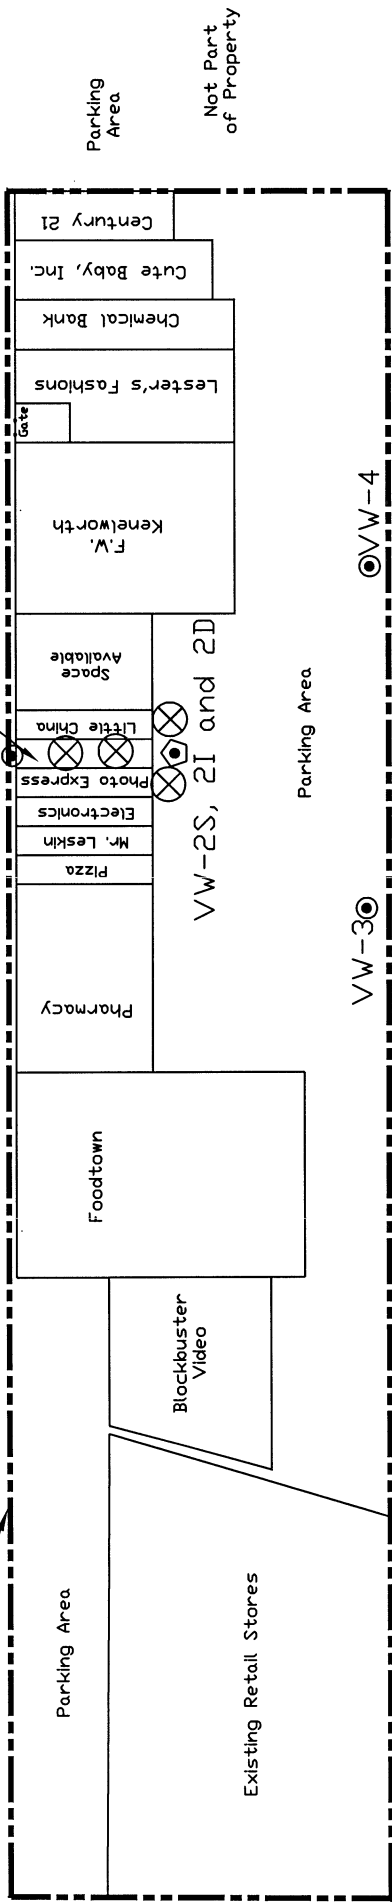 Parking
Area
Not Part
of Property
Century 21
Cute Baby, Inc.
Chemical Bank
Lester's Fashions
Gate
F.W.
Kenelworth
Space
Available
Little China
Photo Express
Electronics
Mr. Leskin
Pizza
Pharmacy
VW-2S, 2I and 2D
VW-4
Parking Area
VW-3
Foodtown
Blockbuster
Video
Parking Area
Existing Retail Stores